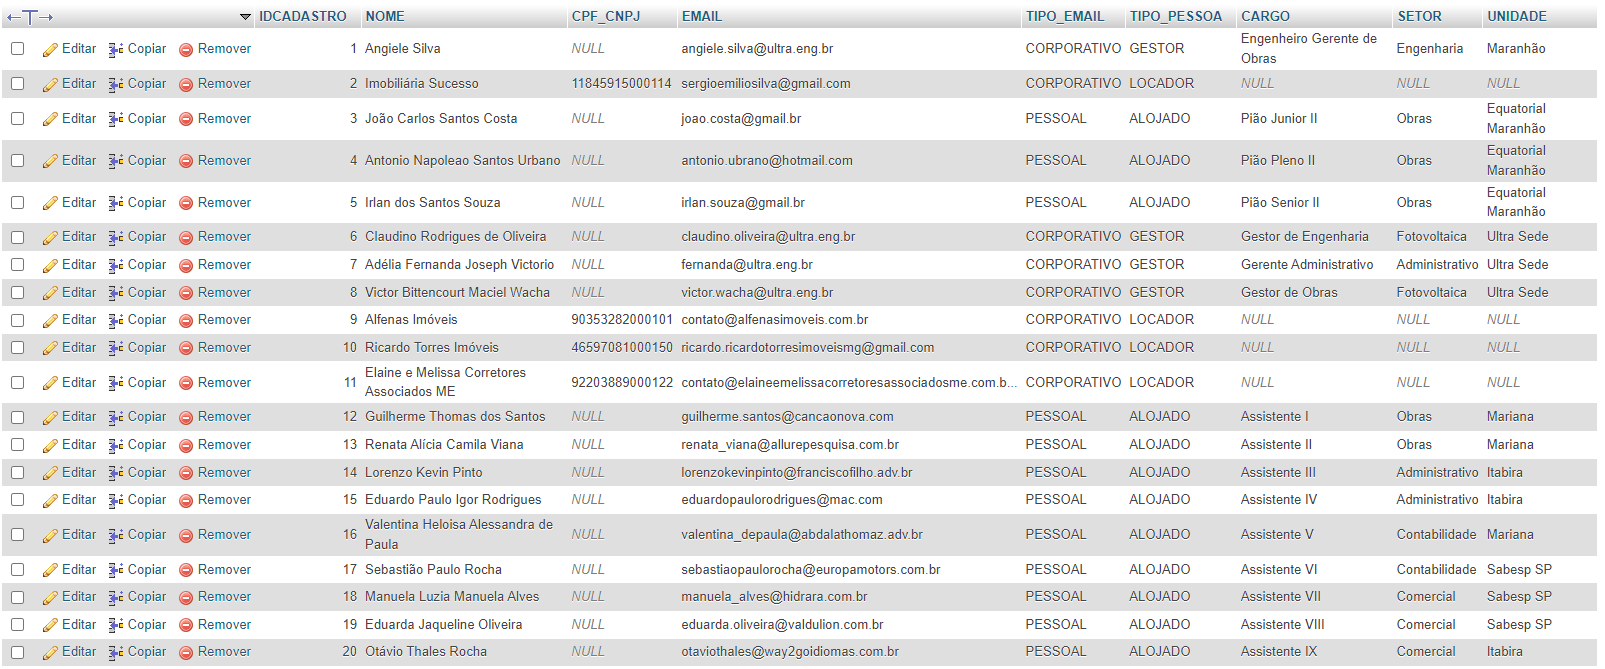 IDCADASTRO NOME CPF_CNPJ EMAIL TIPO_EMAIL TIPO_PESSOA CARGO SETOR UNIDADE
Editar Copiar Remover 1 Angiele Silva NULL angiele.silva@ultra.eng.br CORPORATIVO GESTOR Engenheiro Gerente de Obras Engenharia Maranhão
Editar Copiar Remover 2 Imobiliária Sucesso 11845915000114 sergioemiliosilva@gmail.com CORPORATIVO LOCADOR NULL NULL NULL
Editar Copiar Remover 3 João Carlos Santos Costa NULL joao.costa@gmail.br PESSOAL ALOJADO Pião Junior II Obras Equatorial Maranhão
Editar Copiar Remover 4 Antonio Napoleao Santos Urbano NULL antonio.ubrano@hotmail.com PESSOAL ALOJADO Pião Pleno II Obras Equatorial Maranhão
Editar Copiar Remover 5 Irlan dos Santos Souza NULL irlan.souza@gmail.br PESSOAL ALOJADO Pião Senior II Obras Equatorial Maranhão
Editar Copiar Remover 6 Claudino Rodrigues de Oliveira NULL claudino.oliveira@ultra.eng.br CORPORATIVO GESTOR Gestor de Engenharia Fotovoltaica Ultra Sede
Editar Copiar Remover 7 Adélia Fernanda Joseph Victorio NULL fernanda@ultra.eng.br CORPORATIVO GESTOR Gerente Administrativo Administrativo Ultra Sede
Editar Copiar Remover 8 Victor Bittencourt Maciel Wacha NULL victor.wacha@ultra.eng.br CORPORATIVO GESTOR Gestor de Obras Fotovoltaica Ultra Sede
Editar Copiar Remover 9 Alfenas Imóveis 90353282000101 contato@alfenasimoveis.com.br CORPORATIVO LOCADOR NULL NULL NULL
Editar Copiar Remover 10 Ricardo Torres Imóveis 46597081000150 ricardo.ricardotorresimoveismg@gmail.com CORPORATIVO LOCADOR NULL NULL NULL
Editar Copiar Remover 11 Elaine e Melissa Corretores Associados ME 92203889000122 contato@elaineemelissacorretoresassociadosme.com.b... CORPORATIVO LOCADOR NULL NULL NULL
Editar Copiar Remover 12 Guilherme Thomas dos Santos NULL guilherme.santos@cancaonova.com PESSOAL ALOJADO Assistente I Obras Mariana
Editar Copiar Remover 13 Renata Alícia Camila Viana NULL renata_viana@allurepesquisa.com.br PESSOAL ALOJADO Assistente II Obras Mariana
Editar Copiar Remover 14 Lorenzo Kevin Pinto NULL lorenzokevinpinto@franciscofilho.adv.br PESSOAL ALOJADO Assistente III Administrativo Itabira
Editar Copiar Remover 15 Eduardo Paulo Igor Rodrigues NULL eduardopaulorodrigues@mac.com PESSOAL ALOJADO Assistente IV Administrativo Itabira
Editar Copiar Remover 16 Valentina Heloisa Alessandra de Paula NULL valentina_depaula@abdalathomaz.adv.br PESSOAL ALOJADO Assistente V Contabilidade Mariana
Editar Copiar Remover 17 Sebastião Paulo Rocha NULL sebastiaopaulorocha@europamotors.com.br PESSOAL ALOJADO Assistente VI Contabilidade Sabesp SP
Editar Copiar Remover 18 Manuela Luzia Manuela Alves NULL manuela_alves@hidrara.com.br PESSOAL ALOJADO Assistente VII Comercial Sabesp SP
Editar Copiar Remover 19 Eduarda Jaqueline Oliveira NULL eduarda.oliveira@valdulion.com.br PESSOAL ALOJADO Assistente VIII Comercial Sabesp SP
Editar Copiar Remover 20 Otávio Thales Rocha NULL otaviothales@way2goidiomas.com.br PESSOAL ALOJADO Assistente IX Comercial Itabira